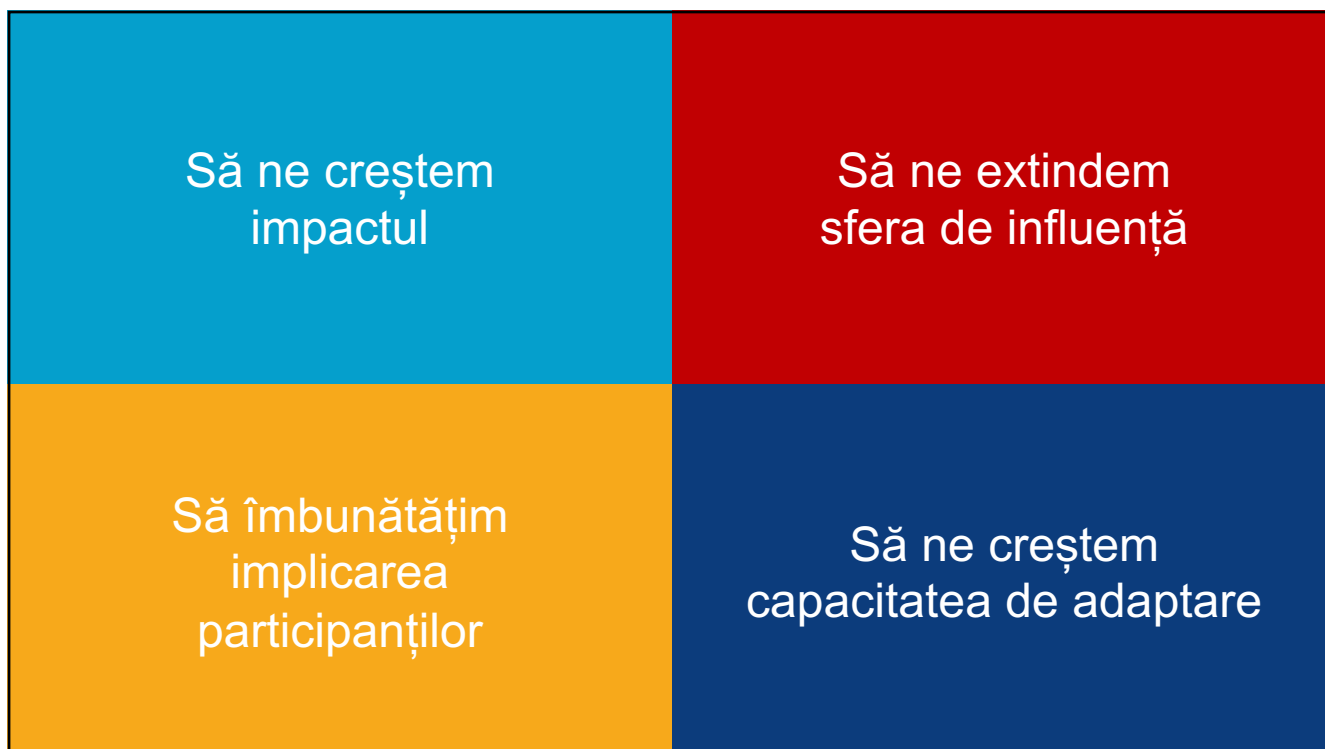 Să ne creștem
impactul
Să ne extindem
sfera de influență
Să îmbunătățim
implicarea
participanților
Să ne creștem
capacitatea de adaptare